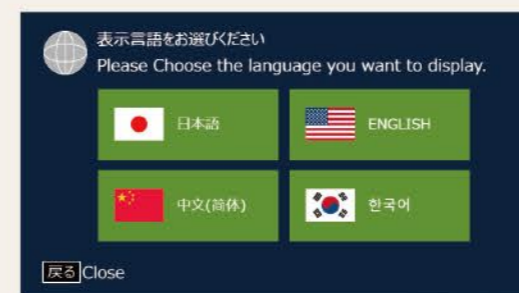 表示言語をお選びください
Please Choose the language you want to display.
日本語
ENGLISH
中文(简体)
한국어
戻る Close